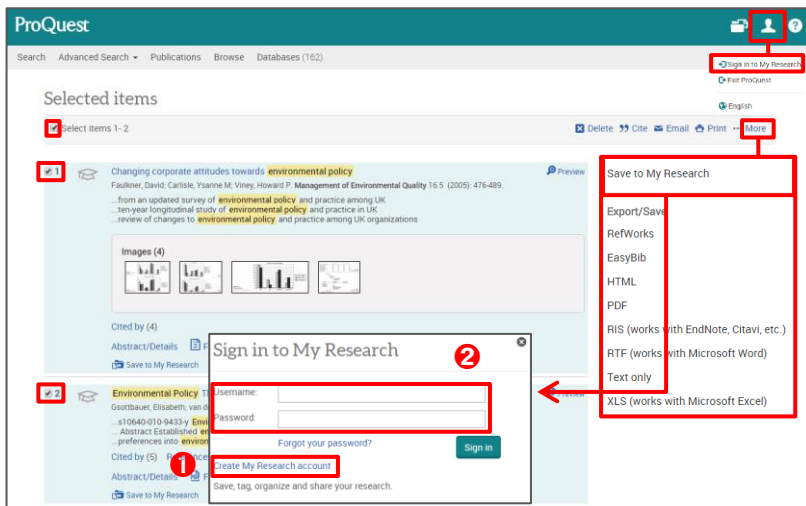 ProQuest
Search Advanced Search Publications Browse Databases (162)
Sign in to My Research
Exit ProQuest
English
Selected items
Select items 1- 2
Delete Cite Email Print More
1
Changing corporate attitudes towards environmental policy
Preview
Faulkner, David; Carlisle, Ysanne M; Viney, Howard P. Management of Environmental Quality 16.5 (2005): 476-489.
...from an updated survey of environmental policy and practice among UK
...ten-year longitudinal study of environmental policy and practice in UK
...review of changes to environmental policy and practice among UK organizations
Images (4)
Cited by (4)
Abstract/Details F
Save to My Research
2
Environmental Policy
Gsottbauer, Elisabeth; van
...s10640-010-9433-y
... Abstract Established
...preferences into
Cited by (5)
Abstract/Details F
Save to My Research
Save to My Research
Export/Save
RefWorks
EasyBib
HTML
PDF
RIS (works with EndNote, Citavi, etc.)
RTF (works with Microsoft Word)
Text only
XLS (works with Microsoft Excel)
Sign in to My Research
2
Username:
Password:
Forgot your password?
Sign in
1
Create My Research account
Save, tag, organize and share your research.